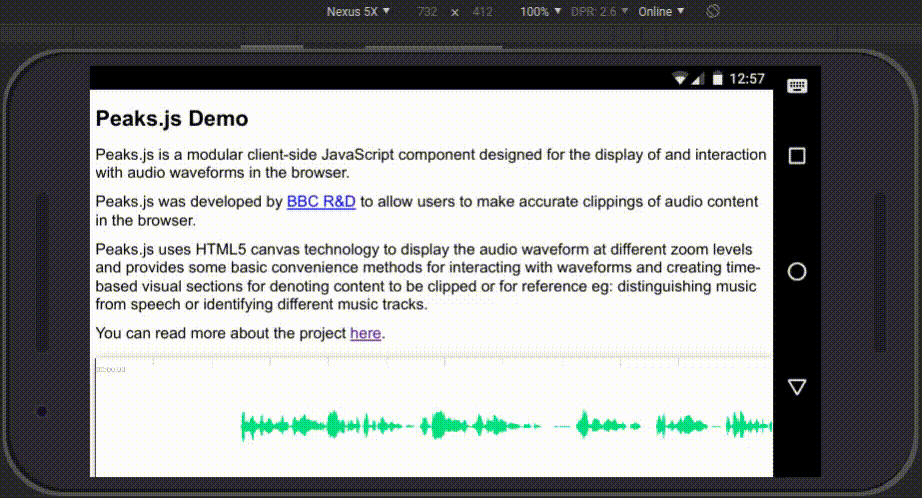 Nexus 5X ▼ 732 × 412 100% ▼ DPR: 2.6 ▼ Online ▼
12:57
Peaks.js Demo
Peaks.js is a modular client-side JavaScript component designed for the display of and interaction
with audio waveforms in the browser.
Peaks.js was developed by BBC R&D to allow users to make accurate clippings of audio content
in the browser.
Peaks.js uses HTML5 canvas technology to display the audio waveform at different zoom levels
and provides some basic convenience methods for interacting with waveforms and creating time-
based visual sections for denoting content to be clipped or for reference eg: distinguishing music
from speech or identifying different music tracks.
You can read more about the project here.